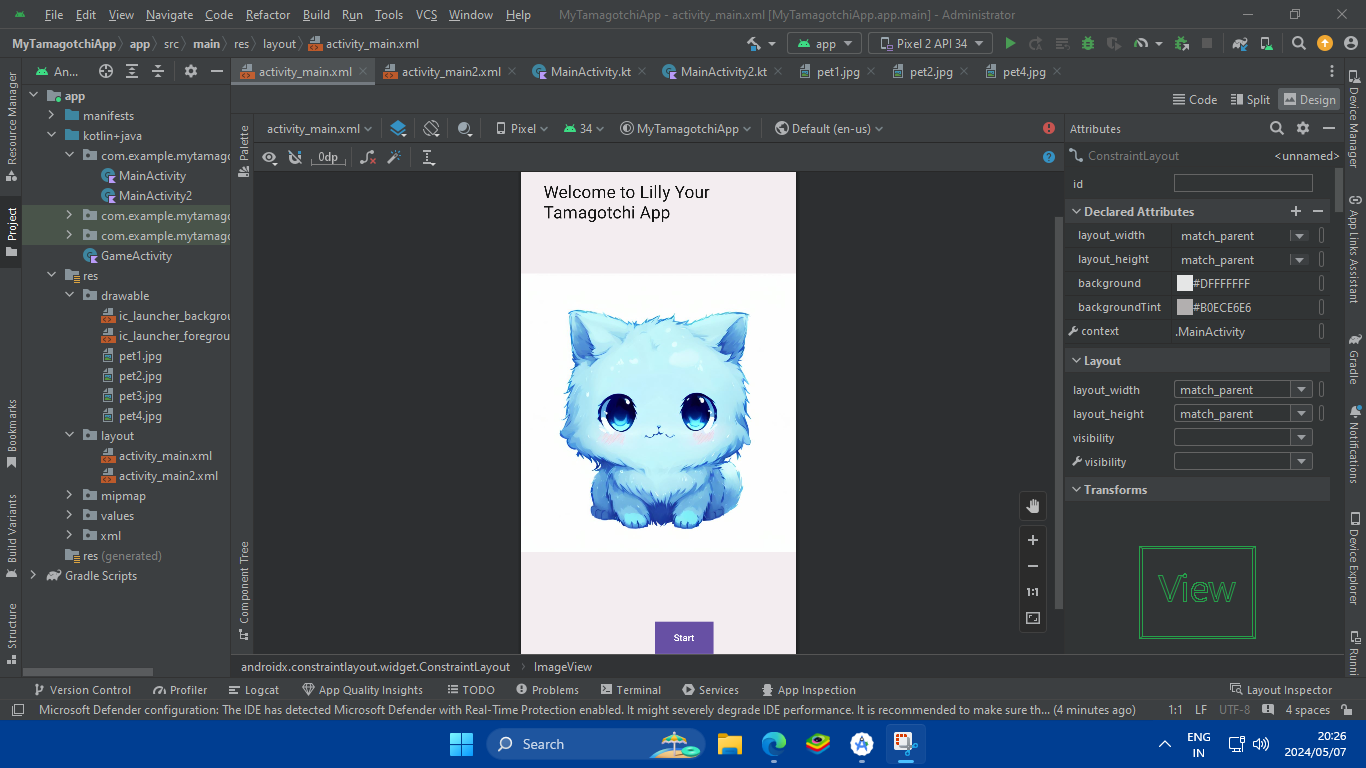 File Edit View Navigate Code Refactor Build Run Tools VCS Window Help MyTamagotchiApp - activity_main.xml [MyTamagotchiApp.app.main] - Administrator
MyTamagotchiApp app src main res layout activity_main.xml app Pixel 2 API 34
An... activity_main.xml activity_main2.xml MainActivity.kt MainActivity2.kt pet1.jpg pet2.jpg pet4.jpg
Code Split Design
Resource Manager
Project
Bookmarks
Build Variants
Structure
app
manifests
kotlin+java
com.example.mytamag
MainActivity
MainActivity2
com.example.mytamag
com.example.mytamag
GameActivity
res
drawable
ic_launcher_backgrou
ic_launcher_foregrou
pet1.jpg
pet2.jpg
pet3.jpg
pet4.jpg
layout
activity_main.xml
activity_main2.xml
mipmap
values
xml
res (generated)
Gradle Scripts
Palette
Component Tree
activity_main.xml Pixel 34 MyTamagotchiApp Default (en-us)
0dp
Welcome to Lilly Your
Tamagotchi App
Start
1:1
androidx.constraintlayout.widget.ConstraintLayout ImageView
Attributes
ConstraintLayout <unnamed>
id
Declared Attributes
layout_width match_parent
layout_height match_parent
background #DFFFFFFF
backgroundTint #B0ECE6E6
context .MainActivity
Layout
layout_width match_parent
layout_height match_parent
visibility
visibility
Transforms
View
Device Manager
App Links Assistant
Gradle
Notifications
Device Explorer
Runni
Version Control Profiler Logcat App Quality Insights TODO Problems Terminal Services App Inspection Layout Inspector
Microsoft Defender configuration: The IDE has detected Microsoft Defender with Real-Time Protection enabled. It might severely degrade IDE performance. It is recommended to make sure th... (4 minutes ago) 1:1 LF UTF-8 4 spaces
Search
ENG
IN
20:26
2024/05/07